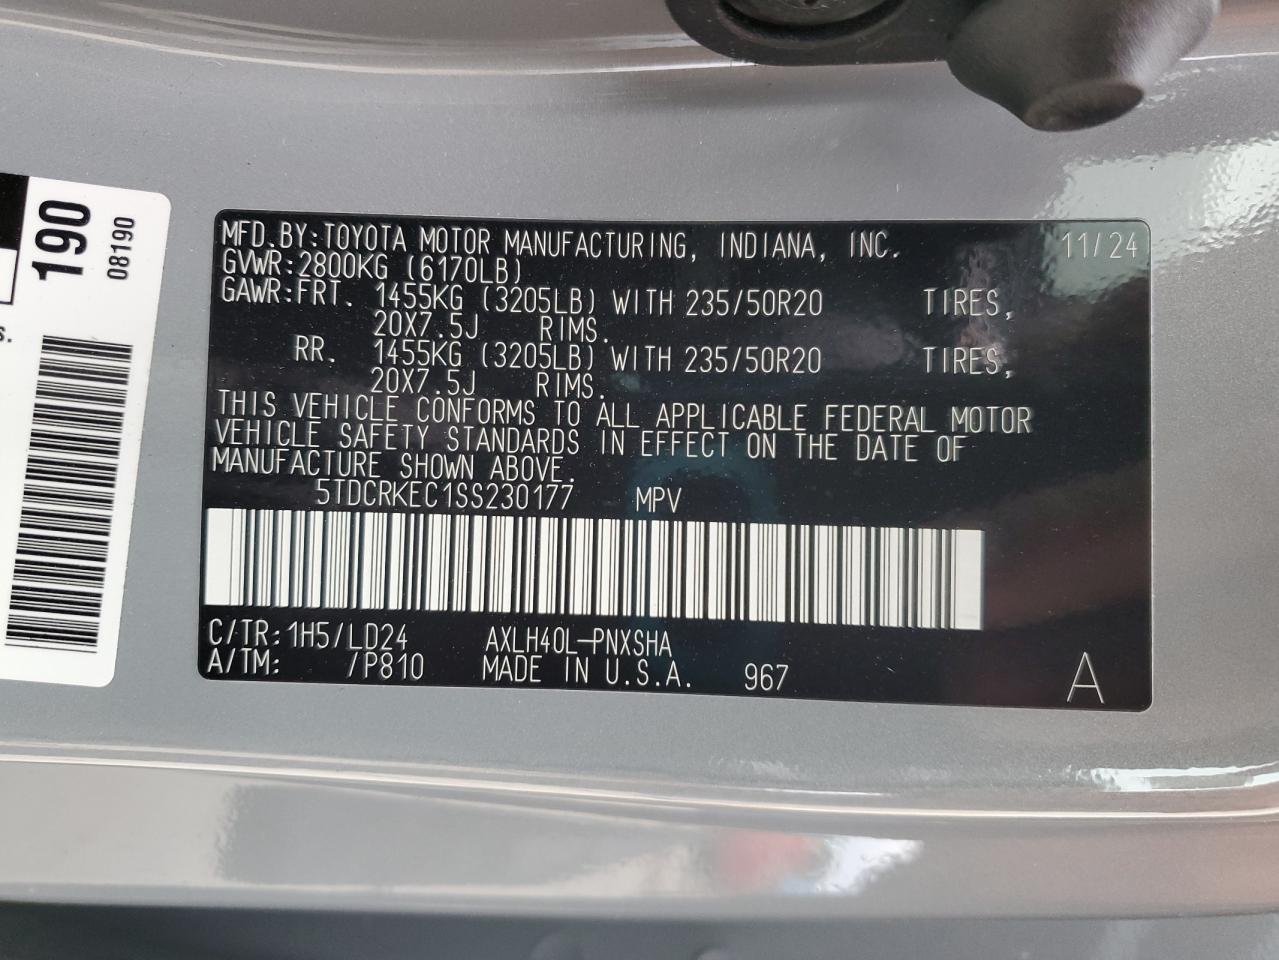 190
08190
s.
MFD.BY:TOYOTA MOTOR MANUFACTURING, INDIANA, INC. 11/24
GVWR:2800KG (6170LB)
GAWR:FRT. 1455KG (3205LB) WITH 235/50R20 TIRES,
20X7.5J RIMS.
RR. 1455KG (3205LB) WITH 235/50R20 TIRES,
20X7.5J RIMS.
THIS VEHICLE CONFORMS TO ALL APPLICABLE FEDERAL MOTOR
VEHICLE SAFETY STANDARDS IN EFFECT ON THE DATE OF
MANUFACTURE SHOWN ABOVE.
5TDCRKEC1SS230177 MPV
C/TR:1H5/LD24 AXLH40L-PNXSHA
A/TM: /P810 MADE IN U.S.A. 967 A